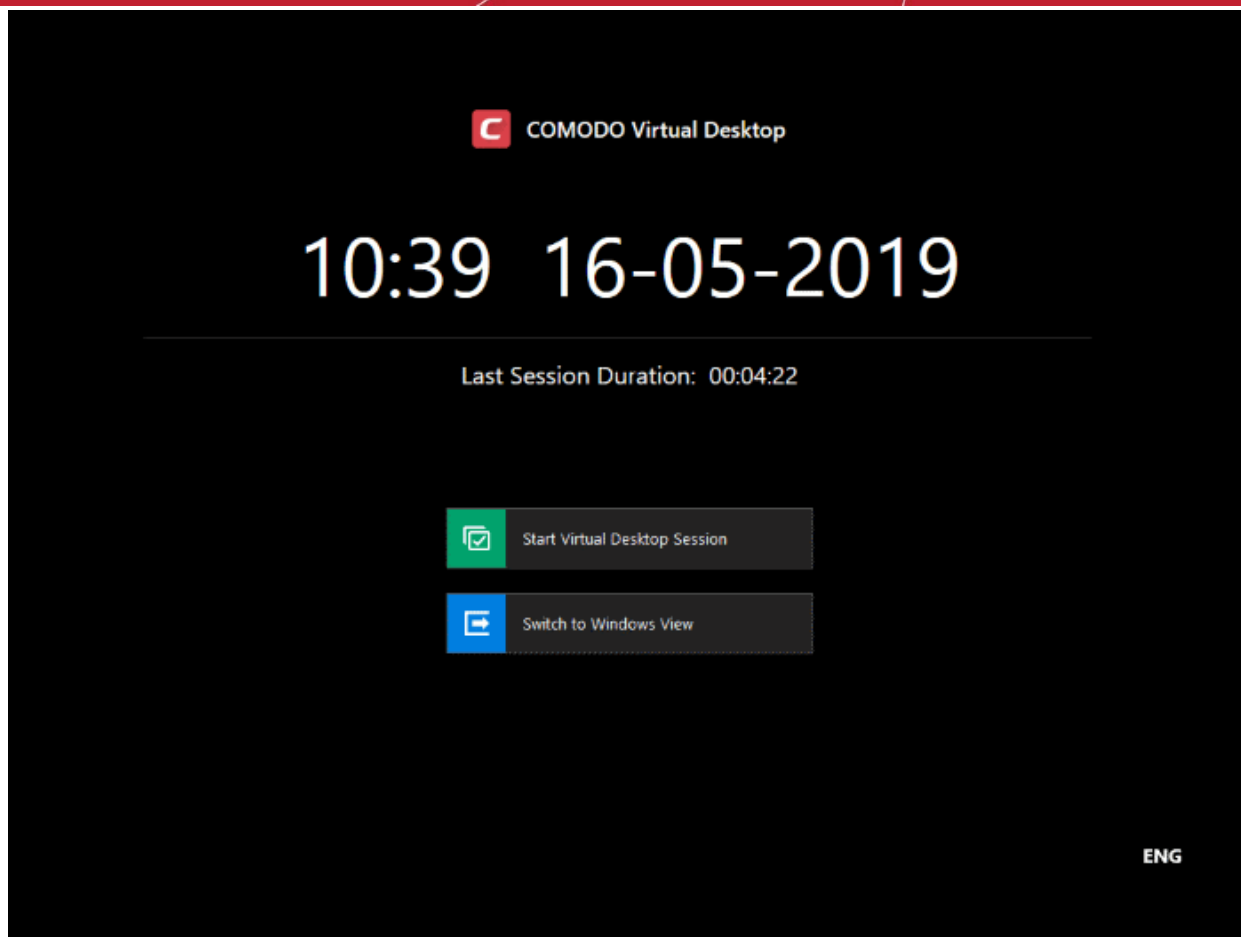 COMODO Virtual Desktop
10:39 16-05-2019
Last Session Duration: 00:04:22
Start Virtual Desktop Session
Switch to Windows View
ENG